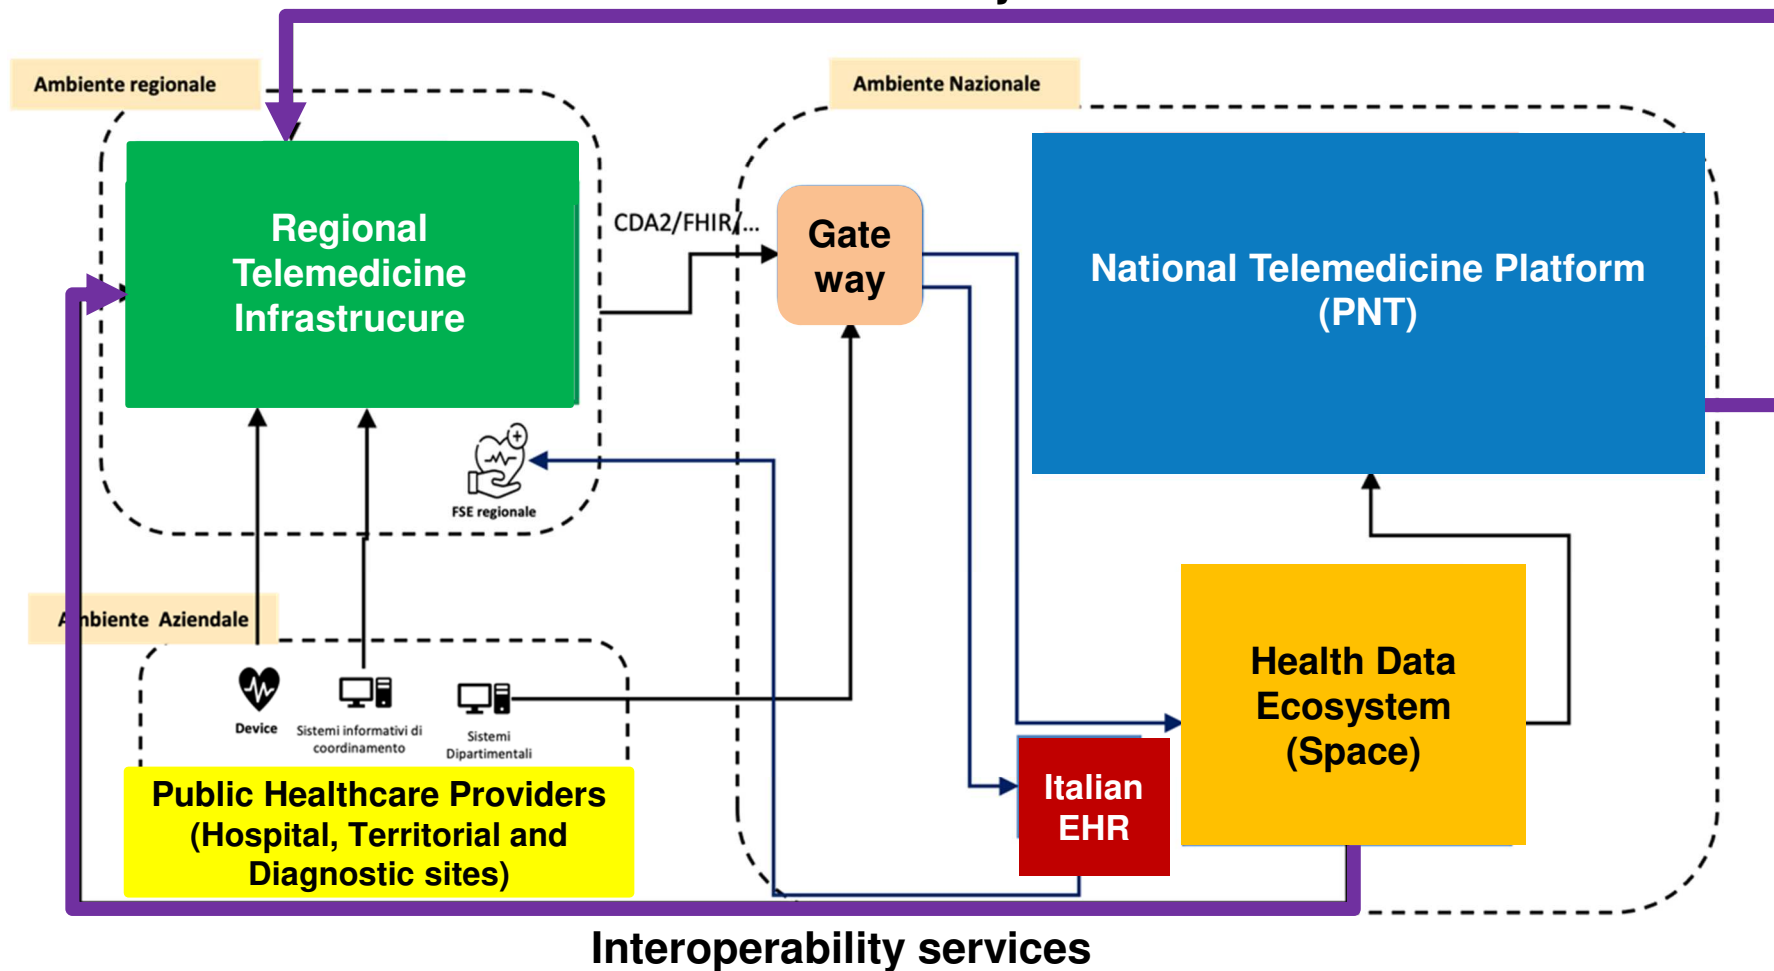 Ambiente regionale
Ambiente Nazionale
Regional
Telemedicine
Infrastrucure
CDA2/FHIR/...
Gate
way
National Telemedicine Platform
(PNT)
FSE regionale
Ambiente Aziendale
Device
Sistemi informativi di
coordinamento
Sistemi
Dipartimentali
Health Data
Ecosystem
(Space)
Italian
EHR
Public Healthcare Providers
(Hospital, Territorial and
Diagnostic sites)
Interoperability services